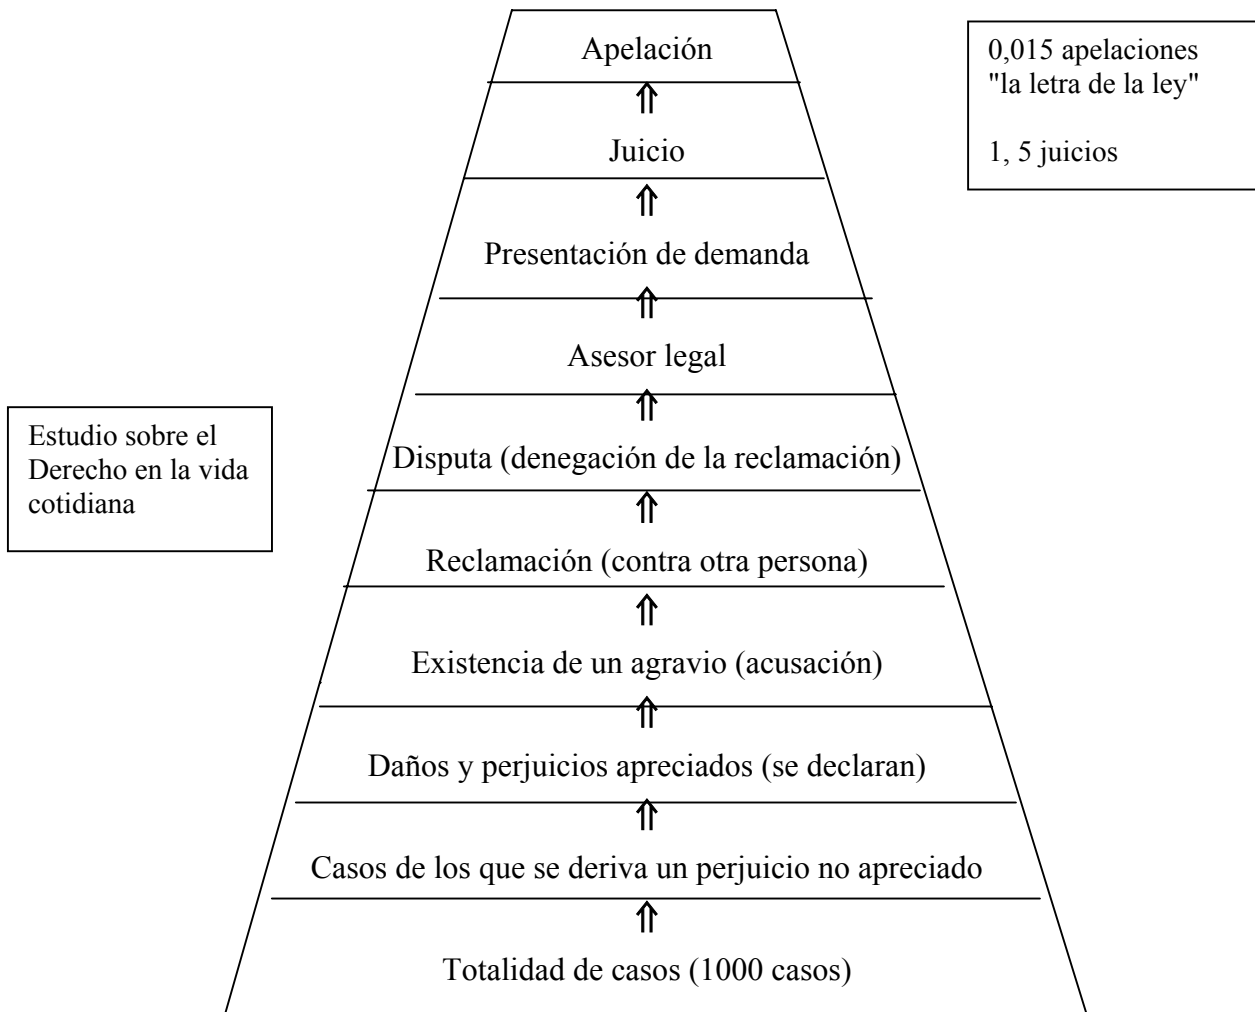 Apelación
0,015 apelaciones
"la letra de la ley"
1, 5 juicios
Juicio
Presentación de demanda
Asesor legal
Estudio sobre el
Derecho en la vida
cotidiana
Disputa (denegación de la reclamación)
Reclamación (contra otra persona)
Existencia de un agravio (acusación)
Daños y perjuicios apreciados (se declaran)
Casos de los que se deriva un perjuicio no apreciado
Totalidad de casos (1000 casos)